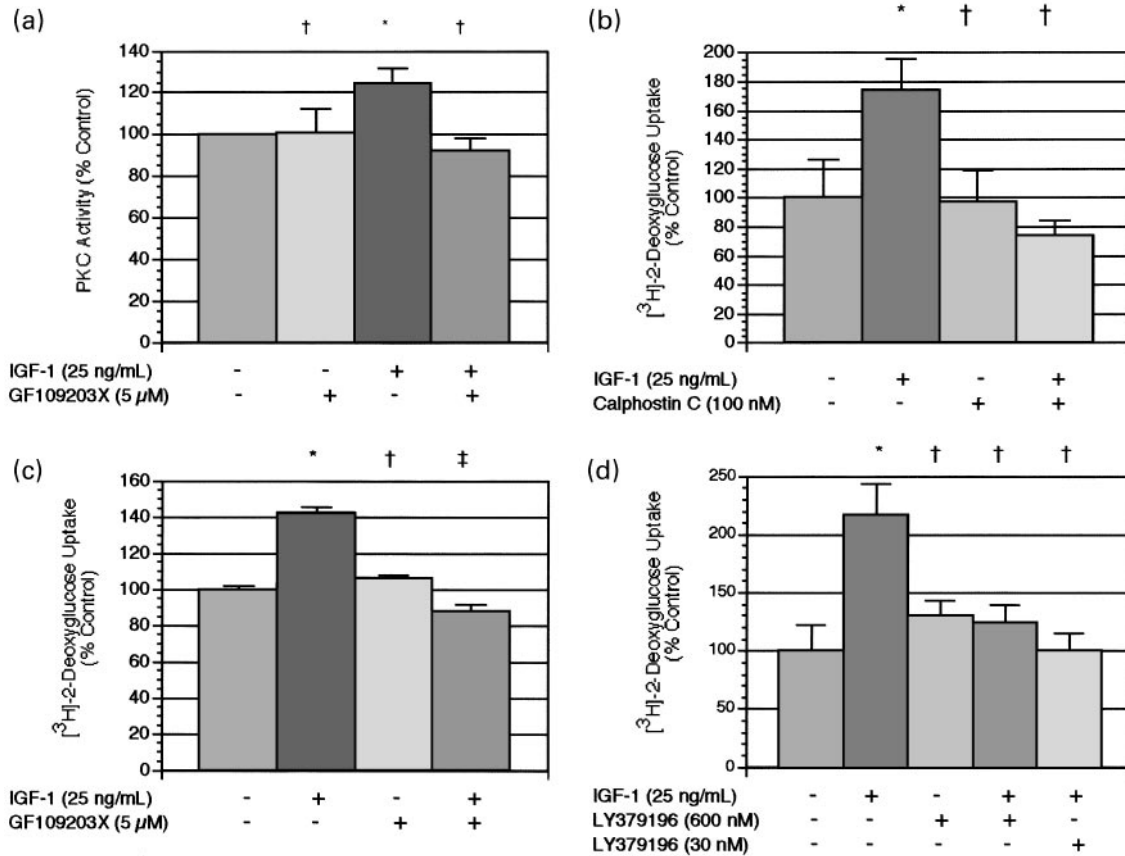 (a)
† * †
140
120
100
80
60
40
20
0
PKC Activity (% Control)
IGF-1 (25 ng/mL) - - + +
GF109203X (5 µM) - + - +
(b)
* † †
200
180
160
140
120
100
80
60
40
20
0
[³H]-2-Deoxyglucose Uptake
(% Control)
IGF-1 (25 ng/mL) - + - +
Calphostin C (100 nM) - - + +
(c)
* † ‡
160
140
120
100
80
60
40
20
0
[³H]-2-Deoxyglucose Uptake
(% Control)
IGF-1 (25 ng/mL) - + - +
GF109203X (5 µM) - - + +
(d)
* † † †
250
200
150
100
50
0
[³H]-2-Deoxyglucose Uptake
(% Control)
IGF-1 (25 ng/mL) - + - + +
LY379196 (600 nM) - - + + -
LY379196 (30 nM) - - - - +